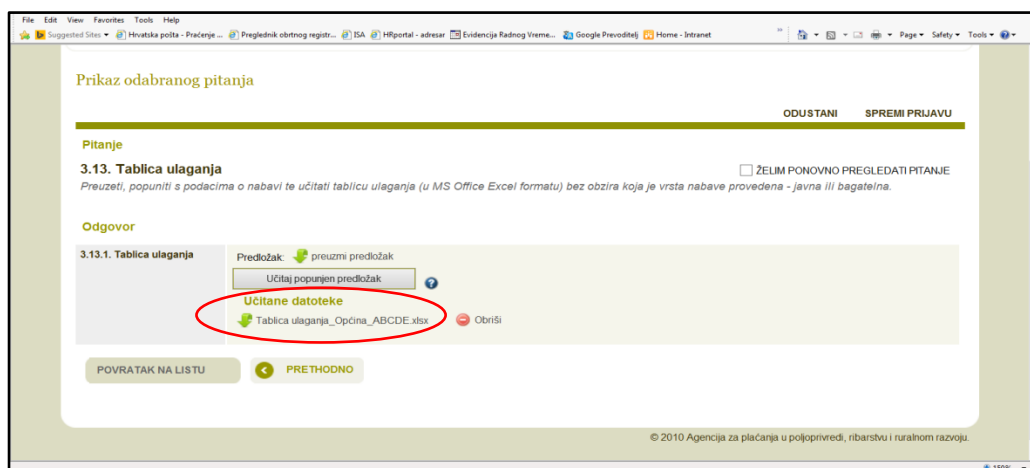 File Edit View Favorites Tools Help
Suggested Sites Hrvatska pošta - Praćenje ... Preglednik obrtnog registr... ISA HRportal - adresar Evidencija Radnog Vreme... Google Prevoditelj Home - Intranet » Page Safety Tools
Prikaz odabranog pitanja
ODUSTANI SPREMI PRIJAVU
Pitanje
3.13. Tablica ulaganja
ŽELIM PONOVNO PREGLEDATI PITANJE
Preuzeti, popuniti s podacima o nabavi te učitati tablicu ulaganja (u MS Office Excel formatu) bez obzira koja je vrsta nabave provedena - javna ili bagatelna.
Odgovor
3.13.1. Tablica ulaganja
Predložak: preuzmi predložak
Učitaj popunjen predložak
Učitane datoteke
Tablica ulaganja_Općina_ABCDE.xlsx Obriši
POVRATAK NA LISTU PRETHODNO
© 2010 Agencija za plaćanja u poljoprivredi, ribarstvu i ruralnom razvoju.
150%